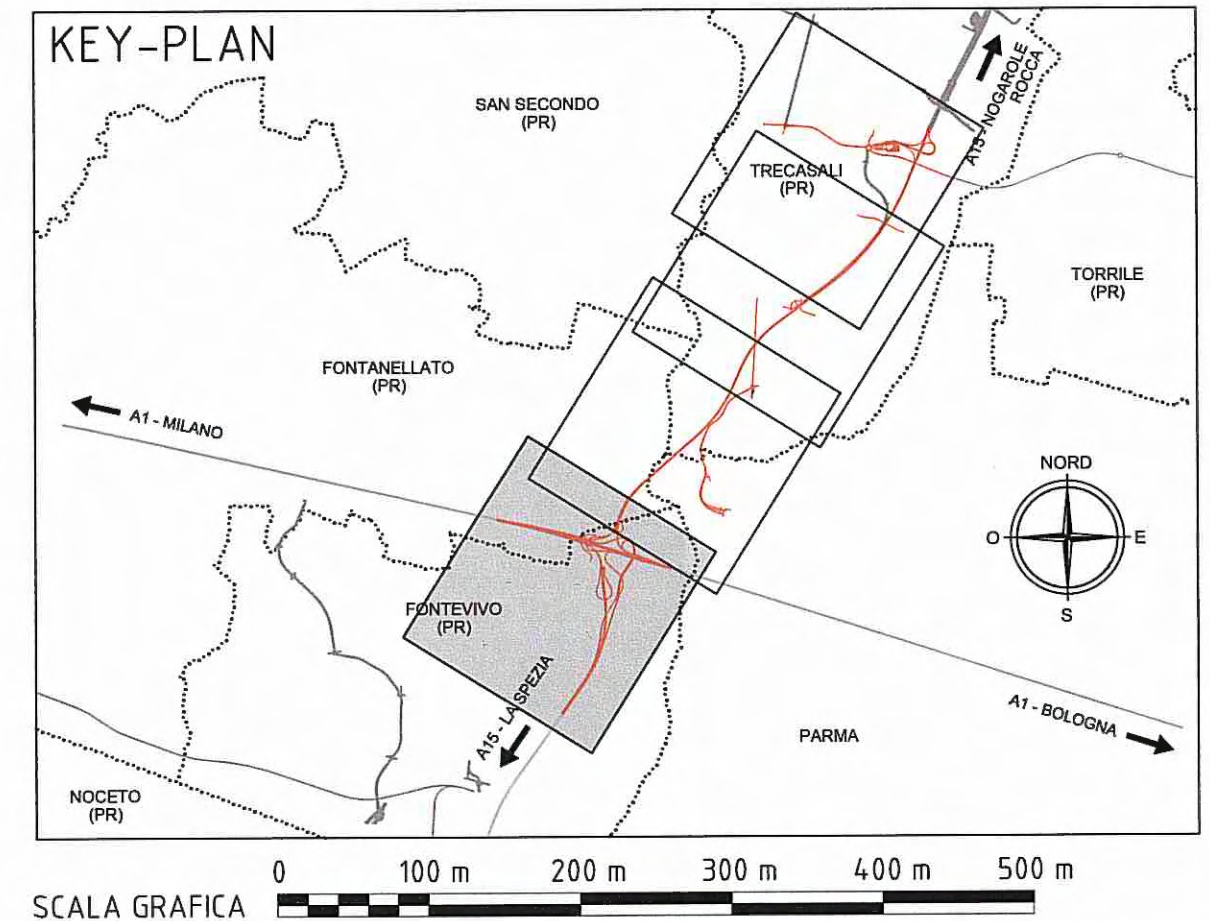 KEY-PLAN
SAN SECONDO
(PR)
A15 - NOGAROLE
ROCCA
TRECASALI
(PR)
TORRILE
(PR)
FONTANELLATO
(PR)
A1 - MILANO
NORD
O
E
S
FONTEVIVO
(PR)
A15 - LA SPEZIA
A1 - BOLOGNA
PARMA
NOCETO
(PR)
0 100 m 200 m 300 m 400 m 500 m
SCALA GRAFICA